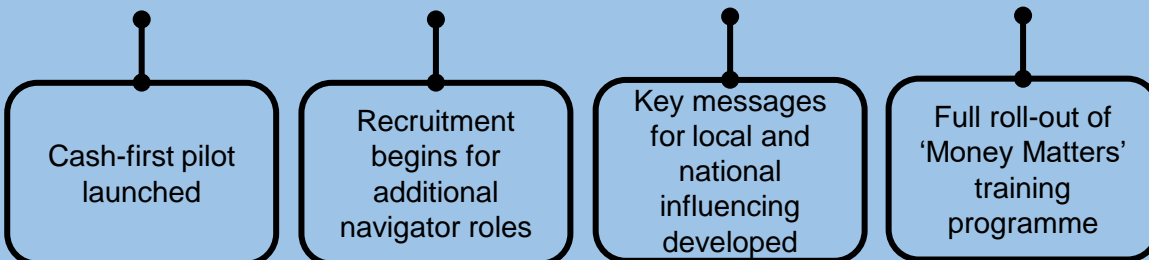 Cash-first pilot
launched
Recruitment
begins for
additional
navigator roles
Key messages
for local and
national
influencing
developed
Full roll-out of
‘Money Matters’
training
programme